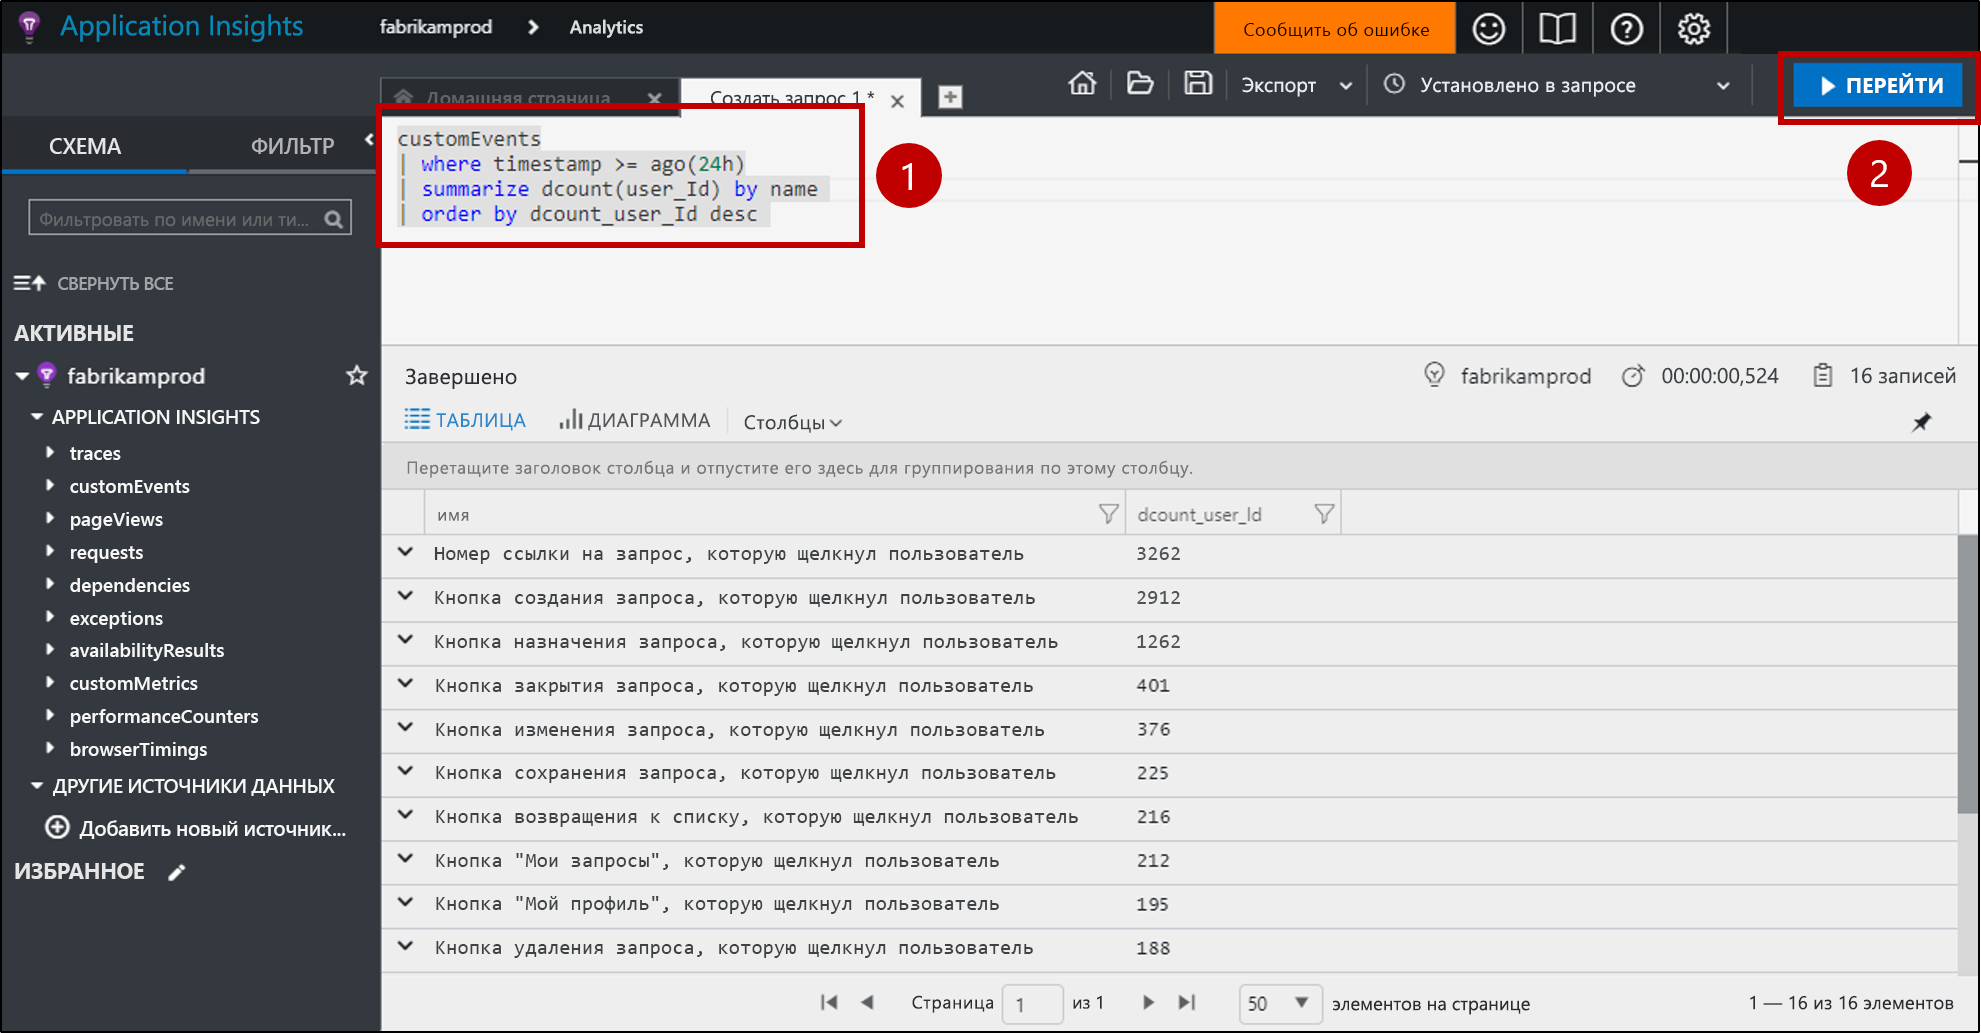 Application Insights
fabrikamprod
Analytics
Сообщить об ошибке
Домашняя страница
Создать запрос 1 *
Экспорт
Установлено в запросе
ПЕРЕЙТИ
СХЕМА
ФИЛЬТР
customEvents
| where timestamp >= ago(24h)
| summarize dcount(user_Id) by name
| order by dcount_user_Id desc
1
2
Фильтровать по имени или ти...
СВЕРНУТЬ ВСЕ
АКТИВНЫЕ
fabrikamprod
APPLICATION INSIGHTS
traces
customEvents
pageViews
requests
dependencies
exceptions
availabilityResults
customMetrics
performanceCounters
browserTimings
ДРУГИЕ ИСТОЧНИКИ ДАННЫХ
Добавить новый источник...
ИЗБРАННОЕ
Завершено
fabrikamprod
00:00:00,524
16 записей
ТАБЛИЦА
ДИАГРАММА
Столбцы
Перетащите заголовок столбца и отпустите его здесь для группирования по этому столбцу.
имя
dcount_user_Id
Номер ссылки на запрос, которую щелкнул пользователь 3262
Кнопка создания запроса, которую щелкнул пользователь 2912
Кнопка назначения запроса, которую щелкнул пользователь 1262
Кнопка закрытия запроса, которую щелкнул пользователь 401
Кнопка изменения запроса, которую щелкнул пользователь 376
Кнопка сохранения запроса, которую щелкнул пользователь 225
Кнопка возвращения к списку, которую щелкнул пользователь 216
Кнопка "Мои запросы", которую щелкнул пользователь 212
Кнопка "Мой профиль", которую щелкнул пользователь 195
Кнопка удаления запроса, которую щелкнул пользователь 188
Страница 1 из 1
50 элементов на странице
1 — 16 из 16 элементов